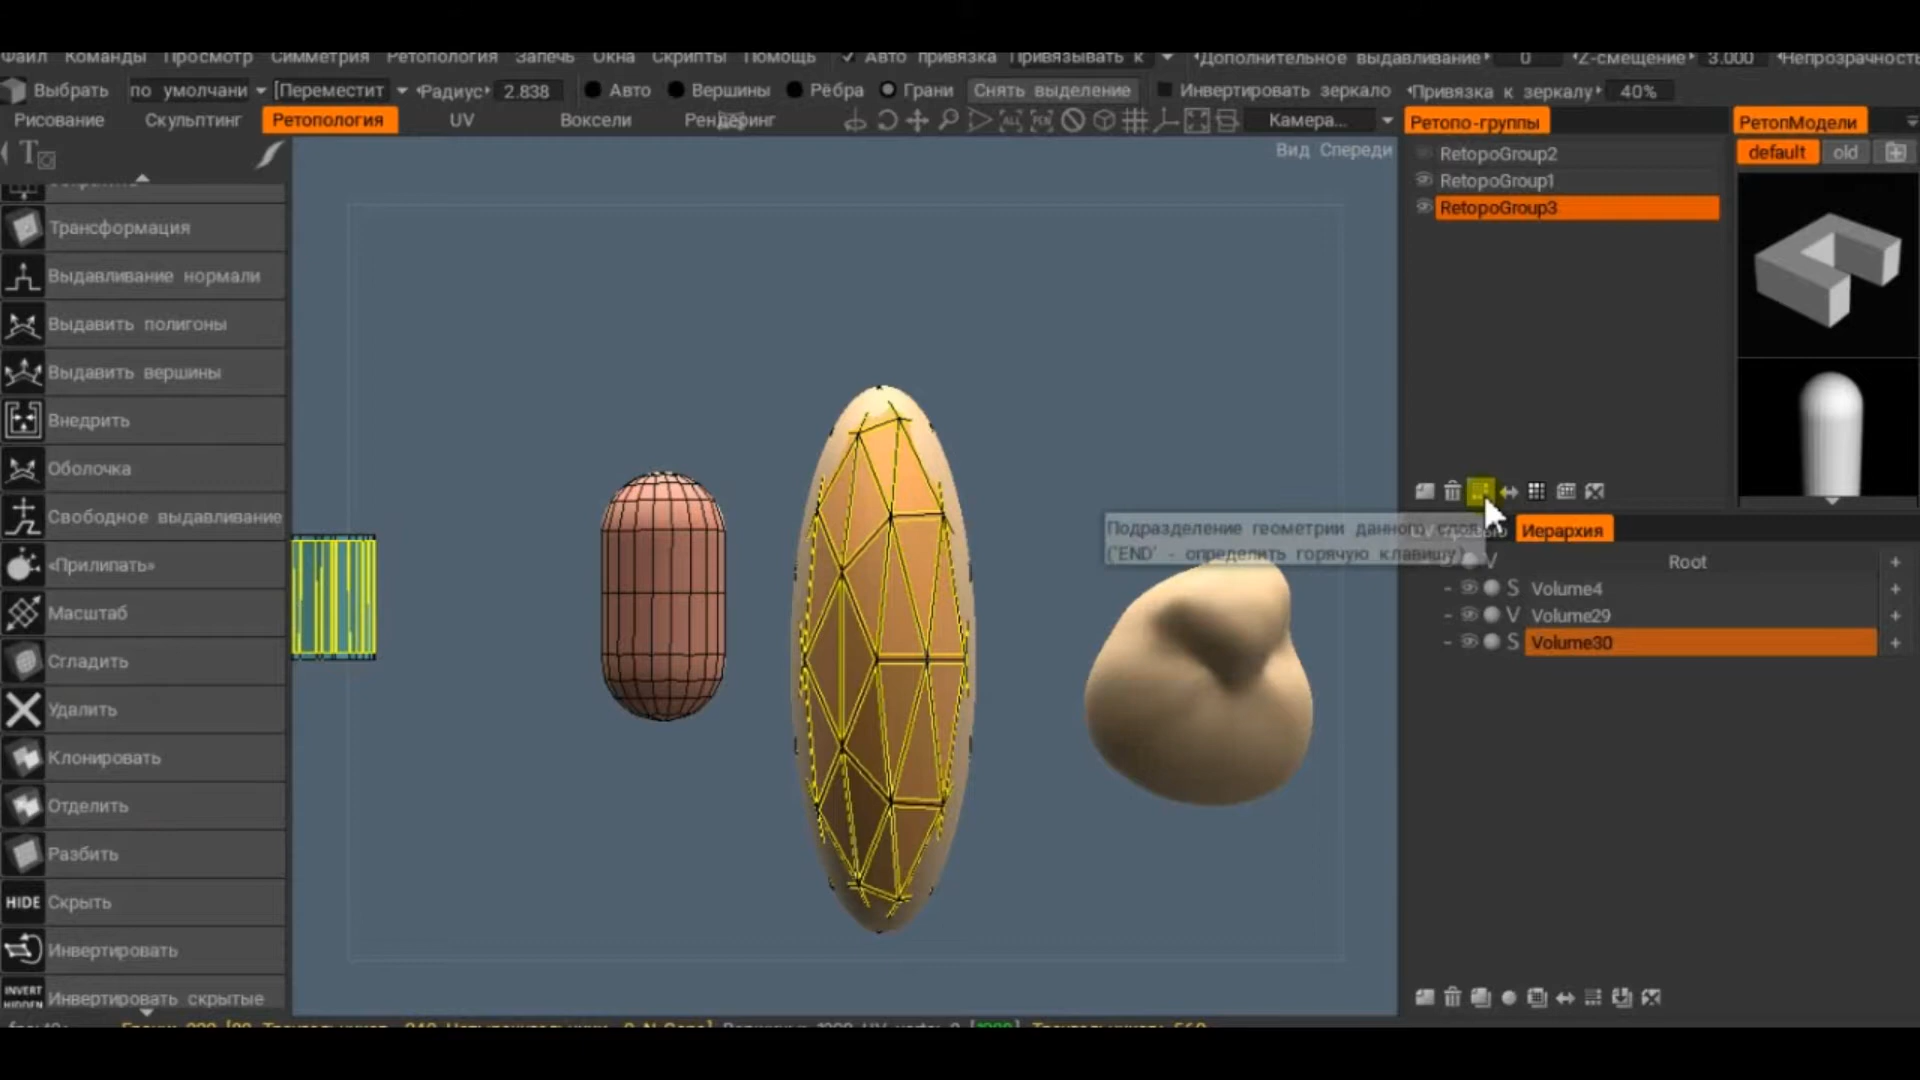 Файл Команды Просмотр Симметрия Ретопология Запечь Окна Скрипты Помощь Авто привязка Привязывать к Дополнительное выдавливание 0 Z-смещение 3.000 Непрозрачность
Выбрать по умолчани [Переместит Радиус 2.838 Авто Вершины Рёбра Грани Снять выделение Инвертировать зеркало Привязка к зеркалу 40%
Рисование Скульптинг Ретопология UV Воксели Рендеринг Камера... Ретопо-группы РетопМодели
Вид Спереди
default old
RetopoGroup2
RetopoGroup1
RetopoGroup3
Трансформация
Выдавливание нормали
Выдавить полигоны
Выдавить вершины
Внедрить
Оболочка
Свободное выдавливание
«Прилипать»
Масштаб
Сгладить
Удалить
Клонировать
Отделить
Разбить
HIDE Скрыть
Инвертировать
INVERT HIDDEN Инвертировать скрытые
Подразделение геометрии данного слоя
('END' - определить горячую клавишу)
Иерархия
V Root +
- S Volume4 +
- V Volume29 +
- S Volume30 +